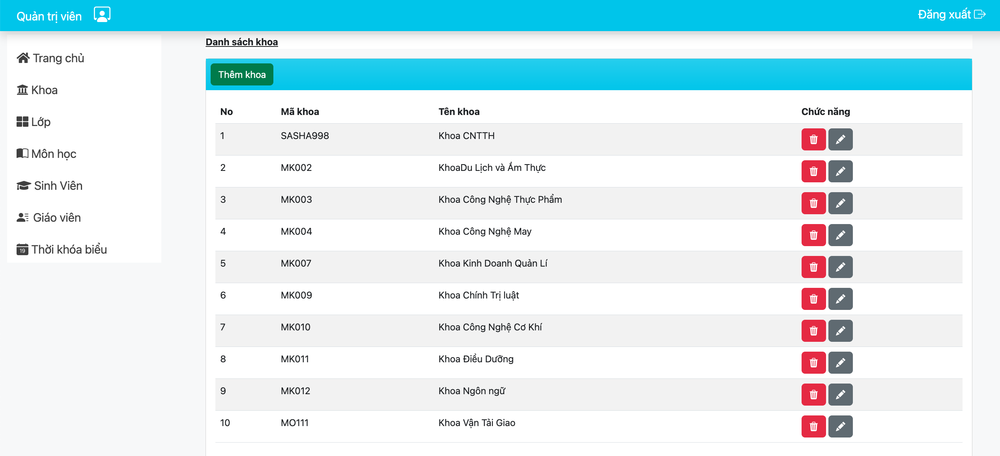 Quản trị viên
Đăng xuất
Trang chủ
Khoa
Lớp
Môn học
Sinh Viên
Giáo viên
19 Thời khóa biểu
Danh sách khoa
Thêm khoa
No Mã khoa Tên khoa Chức năng
1 SASHA998 Khoa CNTTH
2 MK002 KhoaDu Lịch và Ẩm Thực
3 MK003 Khoa Công Nghệ Thực Phẩm
4 MK004 Khoa Công Nghệ May
5 MK007 Khoa Kinh Doanh Quản Lí
6 MK009 Khoa Chính Trị luật
7 MK010 Khoa Công Nghệ Cơ Khí
8 MK011 Khoa Điều Dưỡng
9 MK012 Khoa Ngôn ngữ
10 MO111 Khoa Vận Tải Giao